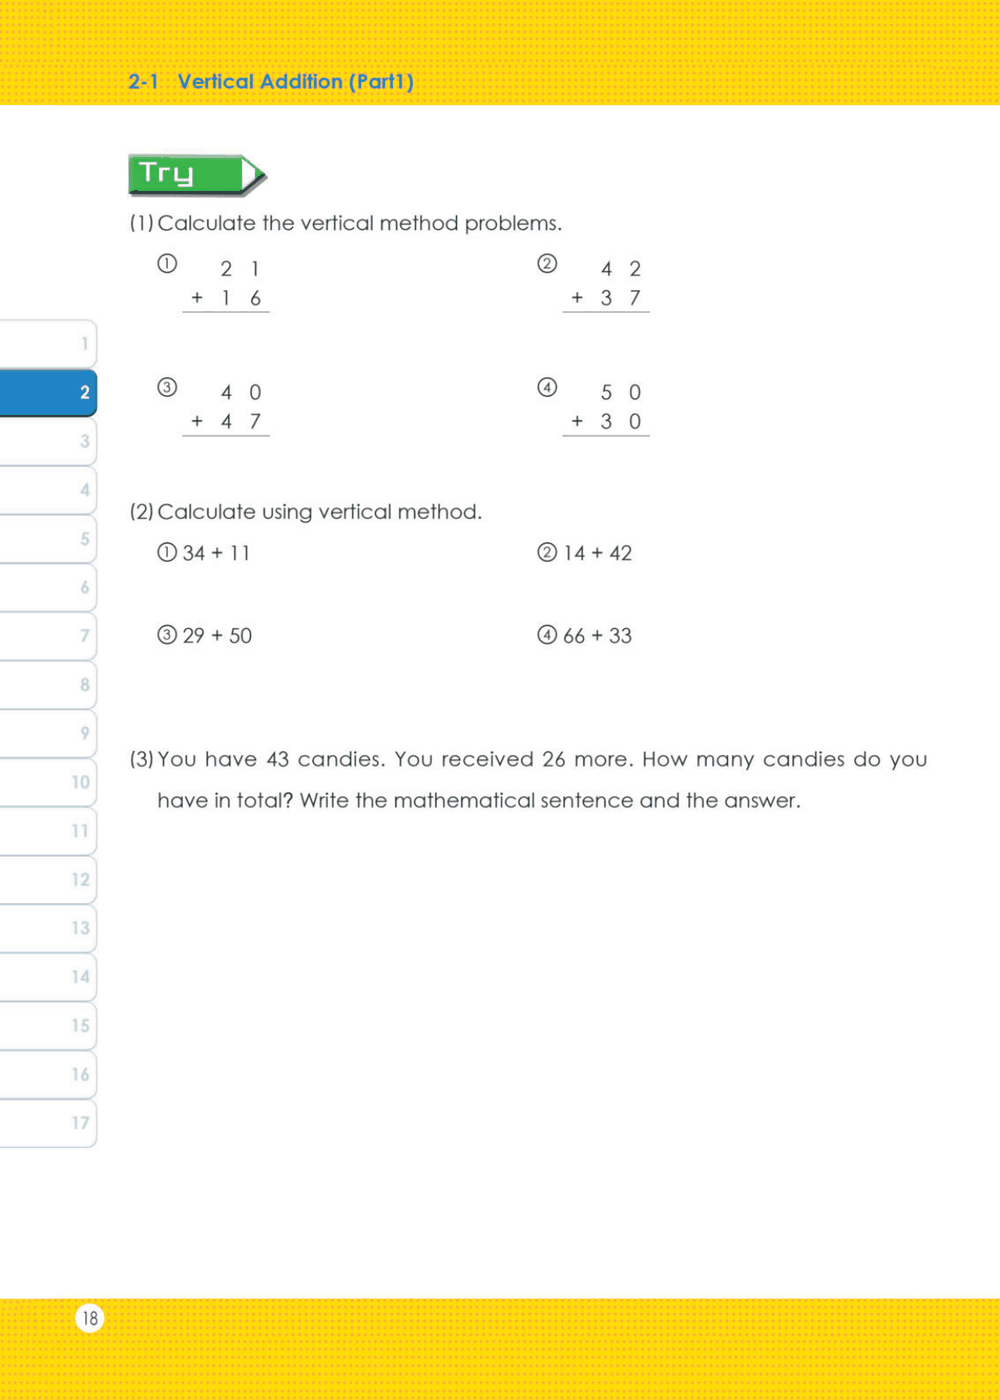 2-1 Vertical Addition (Part1)
Try
(1) Calculate the vertical method problems.
① 2 1
+ 1 6
② 4 2
+ 3 7
③ 4 0
+ 4 7
④ 5 0
+ 3 0
(2) Calculate using vertical method.
① 34 + 11
② 14 + 42
③ 29 + 50
④ 66 + 33
(3) You have 43 candies. You received 26 more. How many candies do you
have in total? Write the mathematical sentence and the answer.
1
2
3
4
5
6
7
8
9
10
11
12
13
14
15
16
17
18